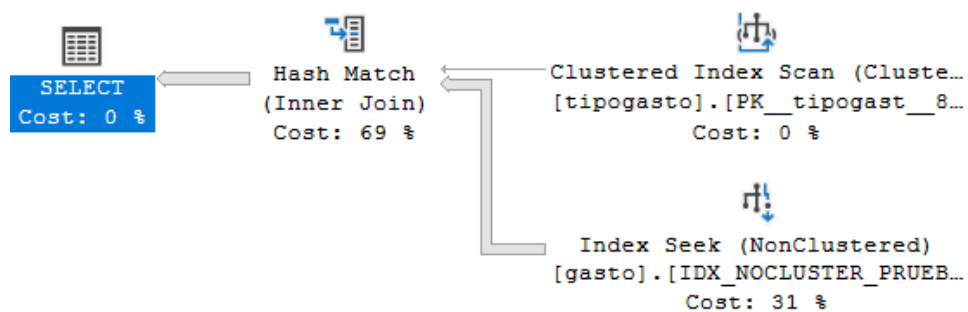 SELECT
Cost: 0 %
Hash Match
(Inner Join)
Cost: 69 %
Clustered Index Scan (Cluste…
[tipogasto].[PK__tipogast__8…
Cost: 0 %
Index Seek (NonClustered)
[gasto].[IDX_NOCLUSTER_PRUEB…
Cost: 31 %